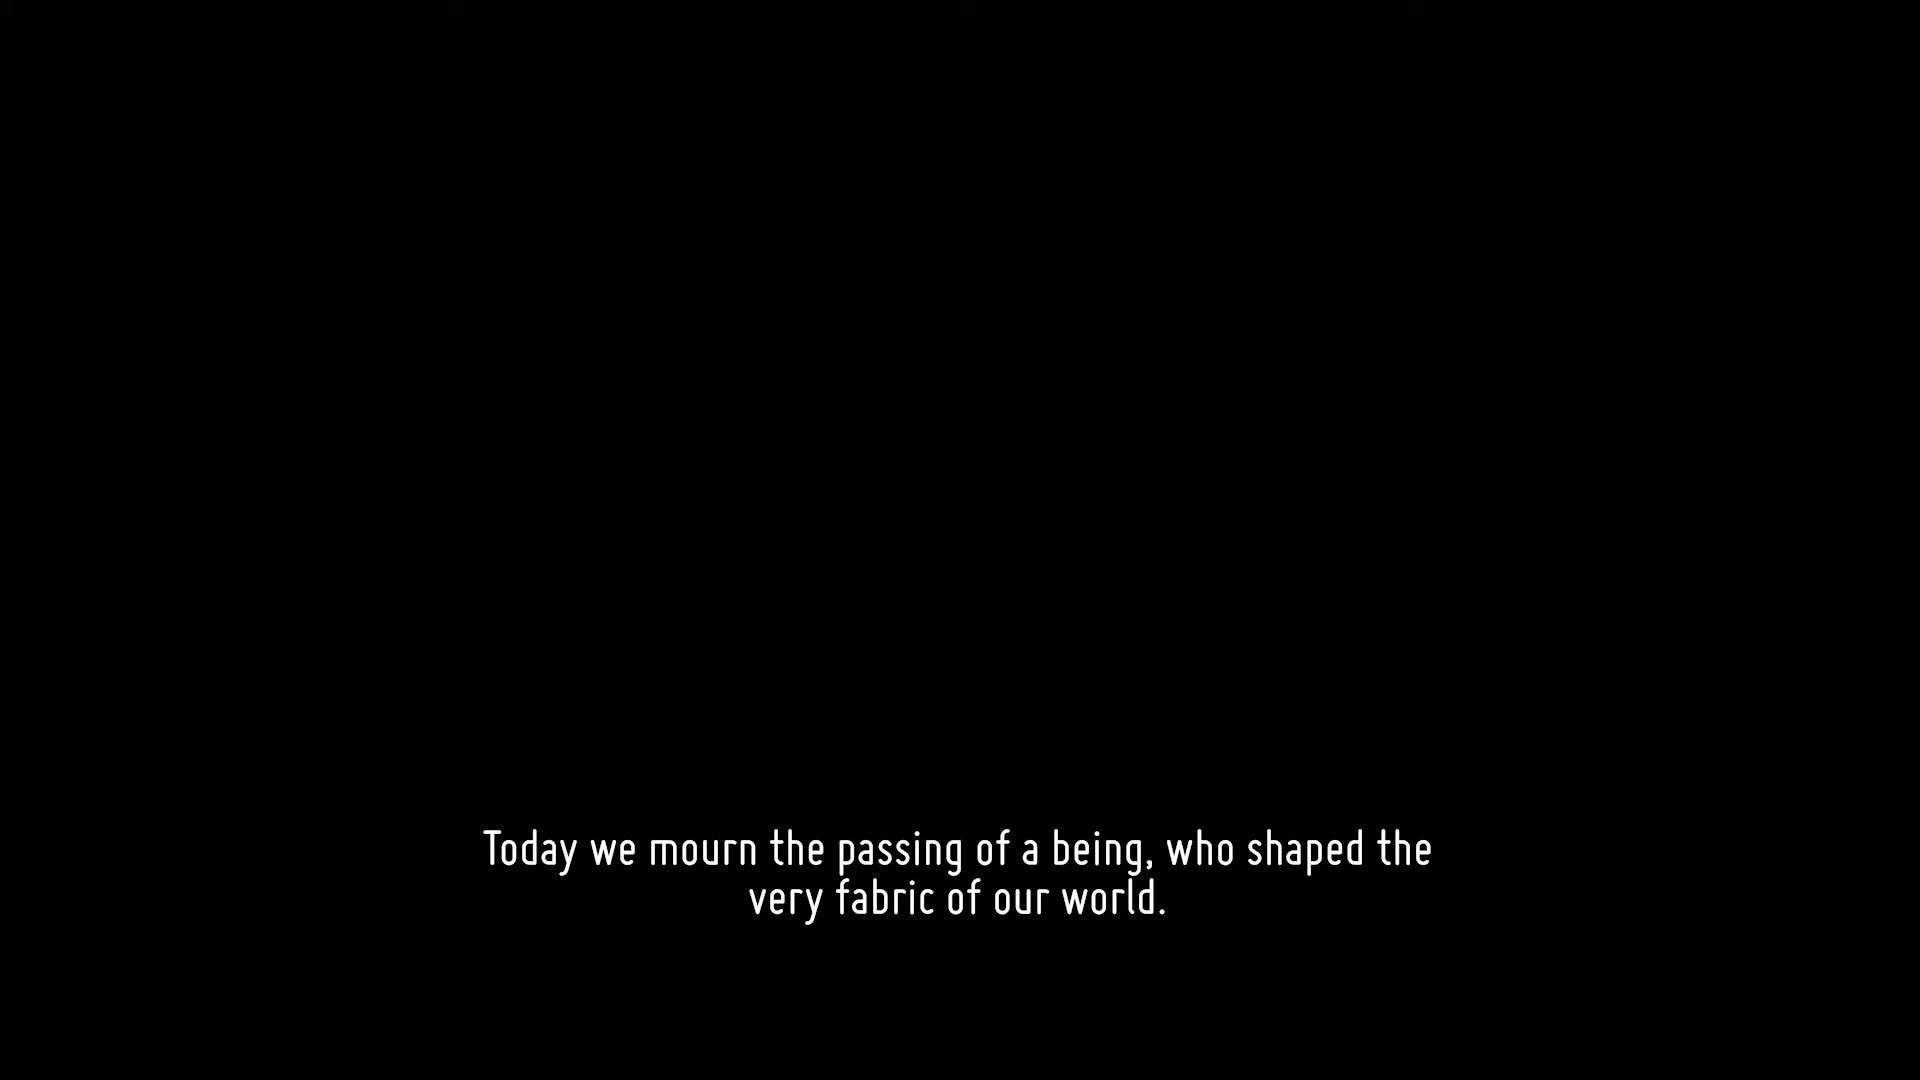 Today we mourn the passing of a being, who shaped the
very fabric of our world.